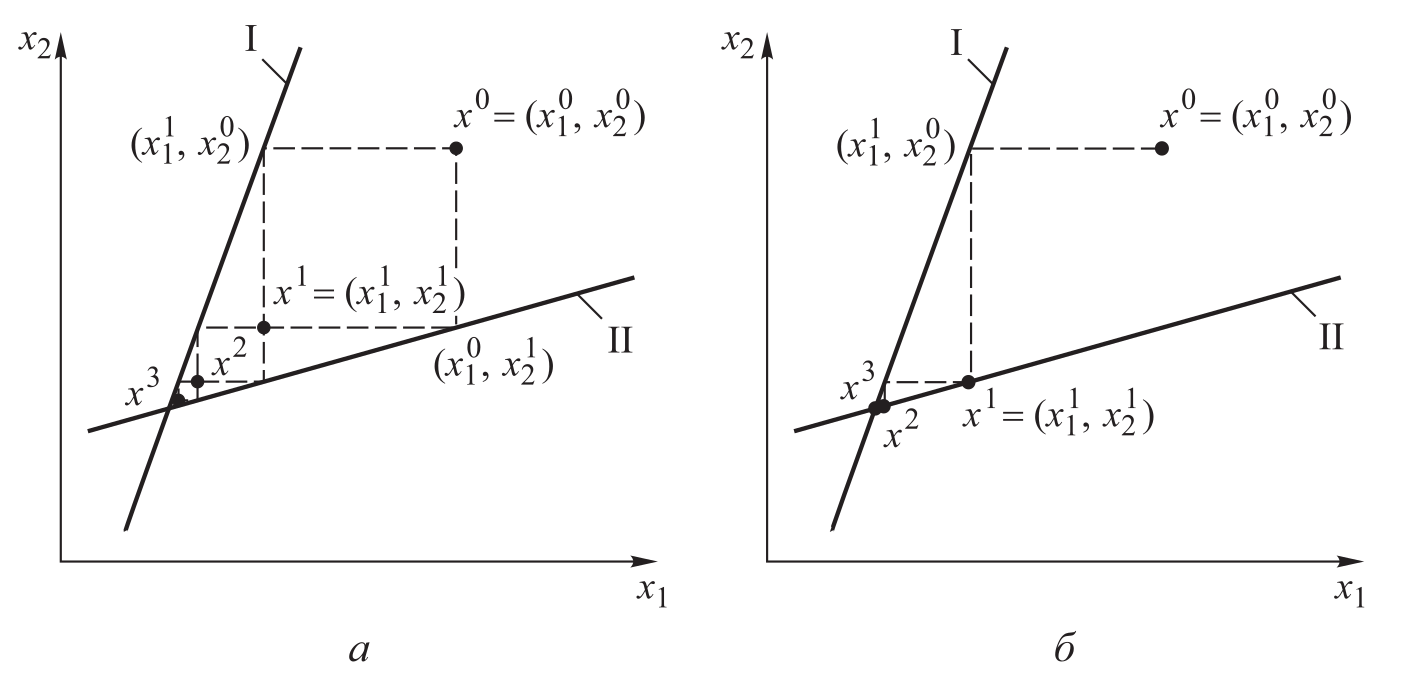 x₂
I
(x₁¹, x₂⁰)
x⁰ = (x₁⁰, x₂⁰)
x¹ = (x₁¹, x₂¹)
x²
x³
(x₁⁰, x₂¹)
II
x₁
а
x₂
I
(x₁¹, x₂⁰)
x⁰ = (x₁⁰, x₂⁰)
x³
x²
x¹ = (x₁¹, x₂¹)
II
x₁
б